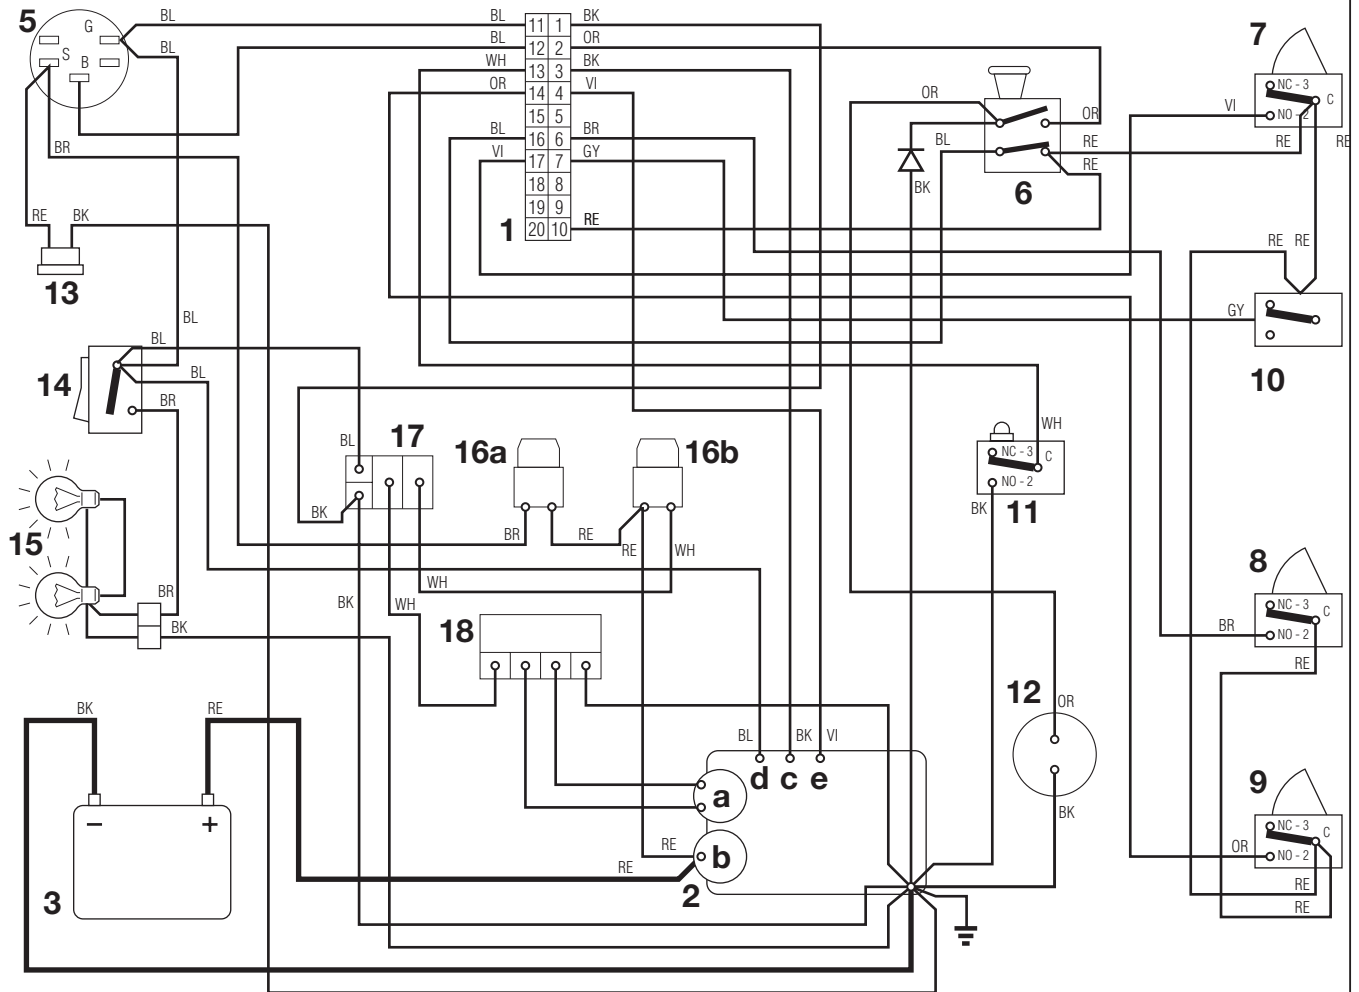 5
G
S
B
BL
BL
BR
RE
BK
13
BL
BL
BL
14
BR
15
BR
BK
BL 11 1 BK
BL 12 2 OR
WH 13 3 BK
OR 14 4 VI
15 5
BL 16 6 BR
VI 17 7 GY
18 8
19 9
1 20 10 RE
OR
OR
BL
RE
RE
BK
6
7
NC - 3
C
VI
NO - 2
RE
RE
RE RE
GY
10
BL
17
BK
16a
16b
BR
RE
RE
WH
WH
BK
WH
18
WH
NC - 3
C
NO - 2
BK
11
8
NC - 3
C
BR
NO - 2
RE
12
OR
BK
9
NC - 3
C
OR
NO - 2
RE
RE
BL BK VI
d c e
a
b
RE
RE
2
BK
RE
−
+
3